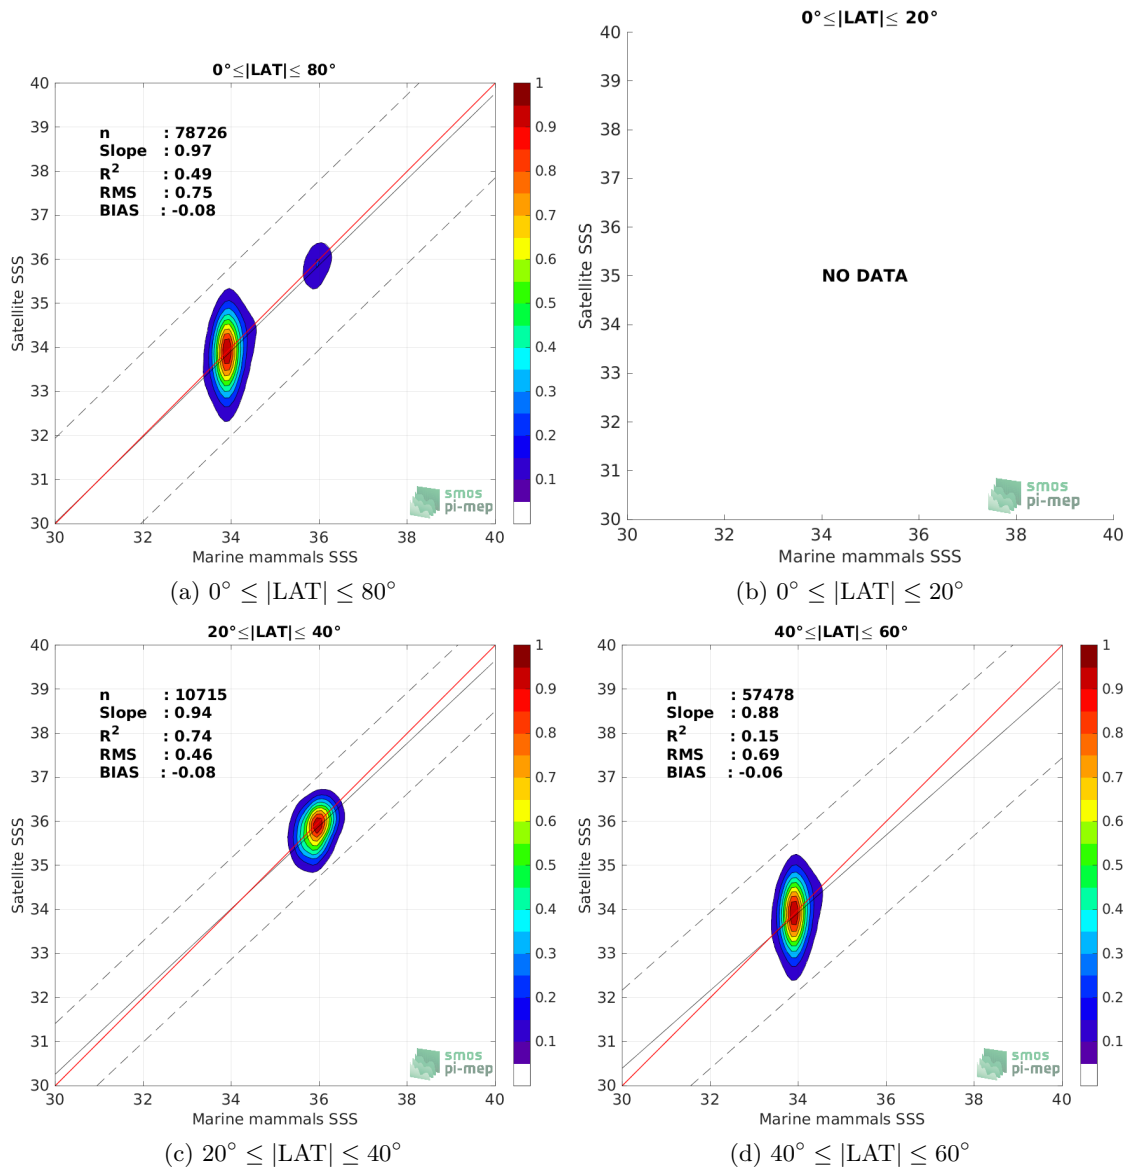 0°≤|LAT|≤ 80°
40
39
38
37
36
35
34
33
32
31
30
Satellite SSS
n : 78726
Slope : 0.97
R² : 0.49
RMS : 0.75
BIAS : -0.08
smos
pi-mep
30 32 34 36 38 40
Marine mammals SSS
1
0.9
0.8
0.7
0.6
0.5
0.4
0.3
0.2
0.1
(a) 0° ≤ |LAT| ≤ 80°
0°≤|LAT|≤ 20°
40
39
38
37
36
35
34
33
32
31
30
Satellite SSS
NO DATA
smos
pi-mep
30 32 34 36 38 40
Marine mammals SSS
(b) 0° ≤ |LAT| ≤ 20°
20°≤|LAT|≤ 40°
40
39
38
37
36
35
34
33
32
31
30
Satellite SSS
n : 10715
Slope : 0.94
R² : 0.74
RMS : 0.46
BIAS : -0.08
smos
pi-mep
30 32 34 36 38 40
Marine mammals SSS
1
0.9
0.8
0.7
0.6
0.5
0.4
0.3
0.2
0.1
(c) 20° ≤ |LAT| ≤ 40°
40°≤|LAT|≤ 60°
40
39
38
37
36
35
34
33
32
31
30
Satellite SSS
n : 57478
Slope : 0.88
R² : 0.15
RMS : 0.69
BIAS : -0.06
smos
pi-mep
30 32 34 36 38 40
Marine mammals SSS
1
0.9
0.8
0.7
0.6
0.5
0.4
0.3
0.2
0.1
(d) 40° ≤ |LAT| ≤ 60°